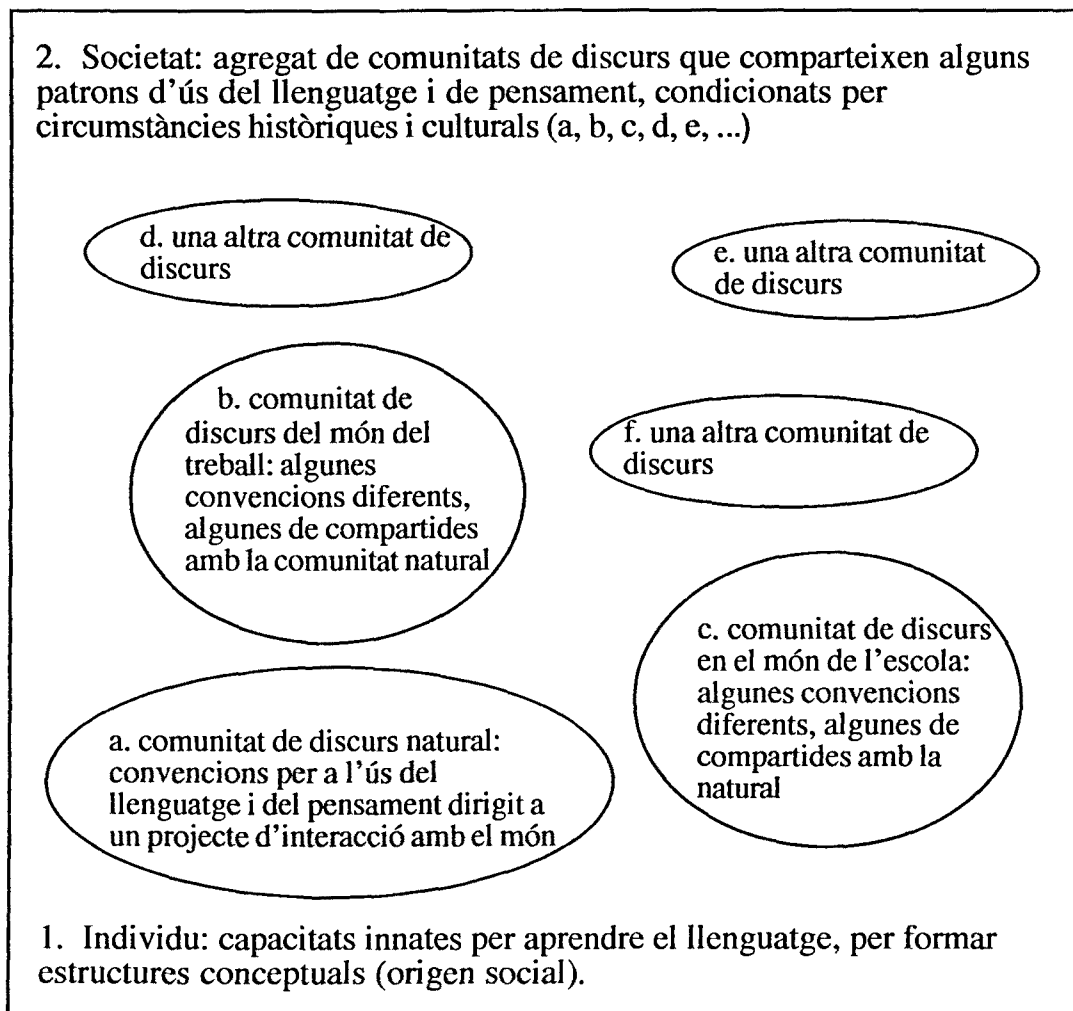 2. Societat: agregat de comunitats de discurs que comparteixen alguns
patrons d'ús del llenguatge i de pensament, condicionats per
circumstàncies històriques i culturals (a, b, c, d, e, ...)
d. una altra comunitat de
discurs
e. una altra comunitat
de discurs
b. comunitat de
discurs del món del
treball: algunes
convencions diferents,
algunes de compartides
amb la comunitat natural
f. una altra comunitat de
discurs
c. comunitat de discurs
en el món de l'escola:
algunes convencions
diferents, algunes de
compartides amb la
natural
a. comunitat de discurs natural:
convencions per a l'ús del
llenguatge i del pensament dirigit a
un projecte d'interacció amb el món
1. Individu: capacitats innates per aprendre el llenguatge, per formar
estructures conceptuals (origen social).